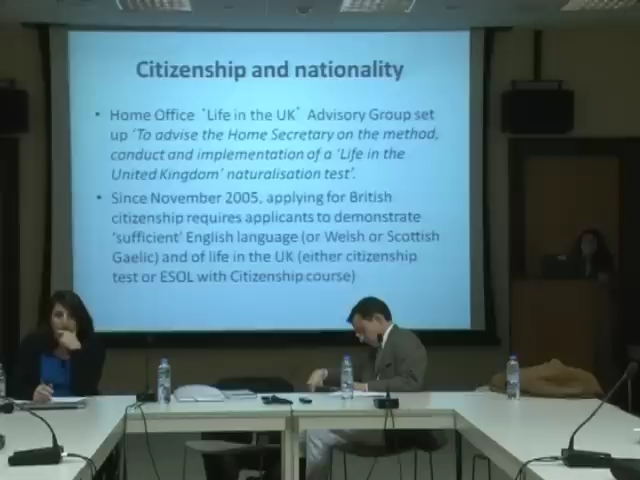 Citizenship and nationality
• Home Office 'Life in the UK' Advisory Group set
up 'To advise the Home Secretary on the method,
conduct and implementation of a 'Life in the
United Kingdom' naturalisation test'.
• Since November 2005, applying for British
citizenship requires applicants to demonstrate
'sufficient' English language (or Welsh or Scottish
Gaelic) and of life in the UK (either citizenship
test or ESOL with Citizenship course)